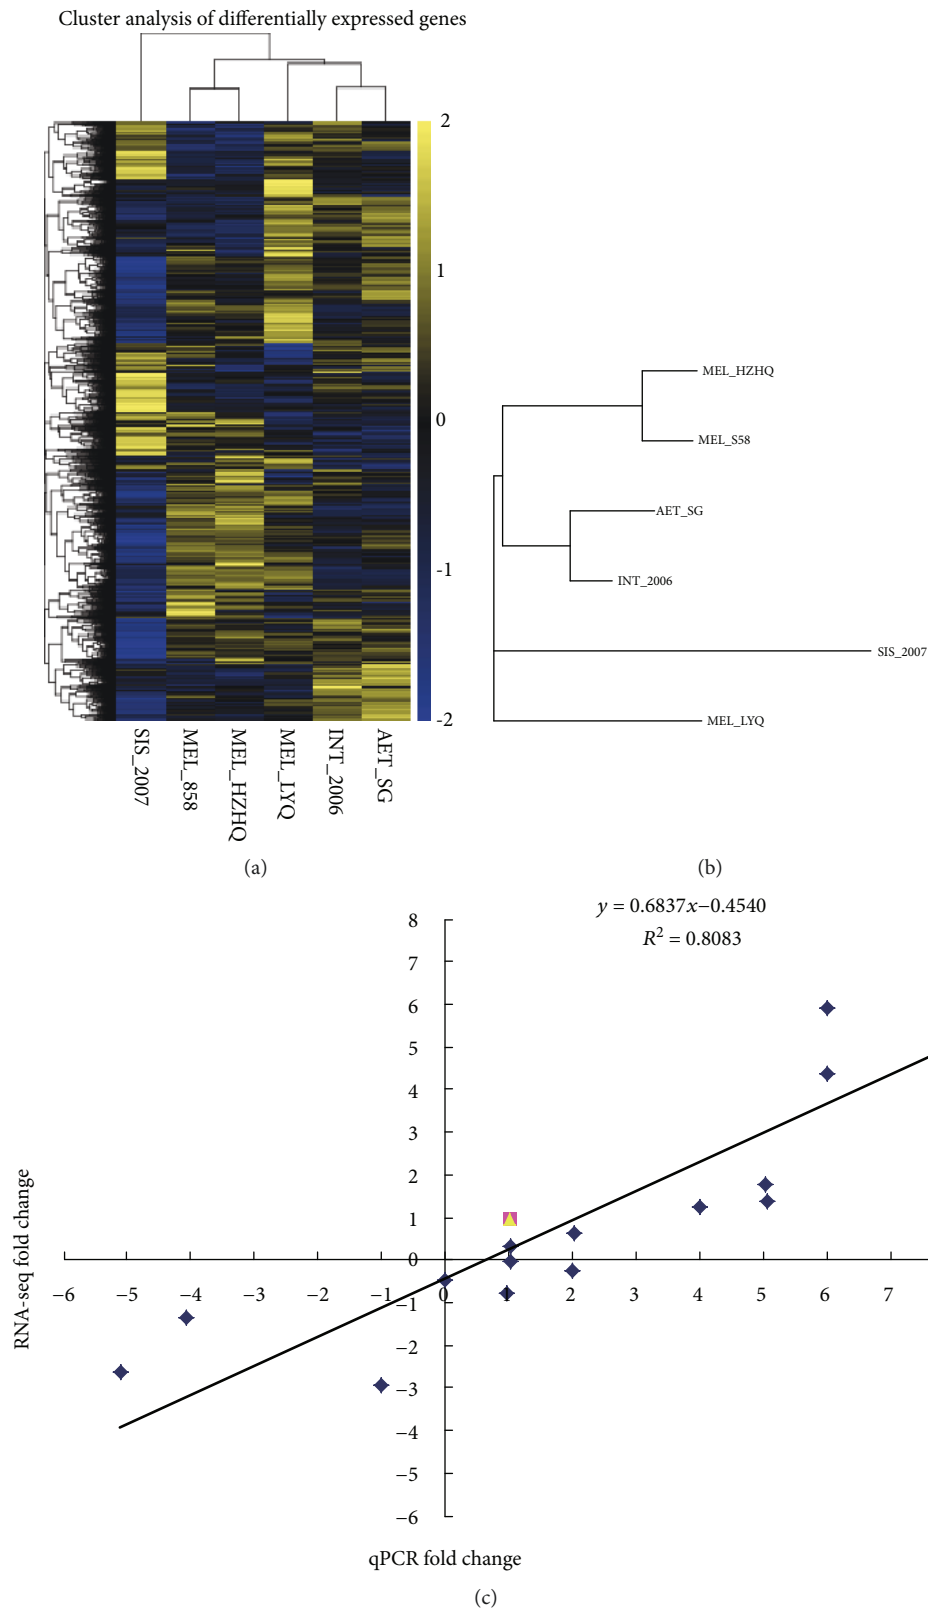 Cluster analysis of differentially expressed genes
2
1
0
-1
-2
SIS_2007
MEL_858
MEL_HZHQ
MEL_LYQ
INT_2006
AET_SG
(a)
MEL_HZHQ
MEL_S58
AET_SG
INT_2006
SIS_2007
MEL_LYQ
(b)
y = 0.6837x−0.4540
R² = 0.8083
8
7
6
5
4
3
2
1
0
−1
−2
−3
−4
−5
−6
−6 −5 −4 −3 −2 −1 0 1 2 3 4 5 6 7
RNA-seq fold change
qPCR fold change
(c)